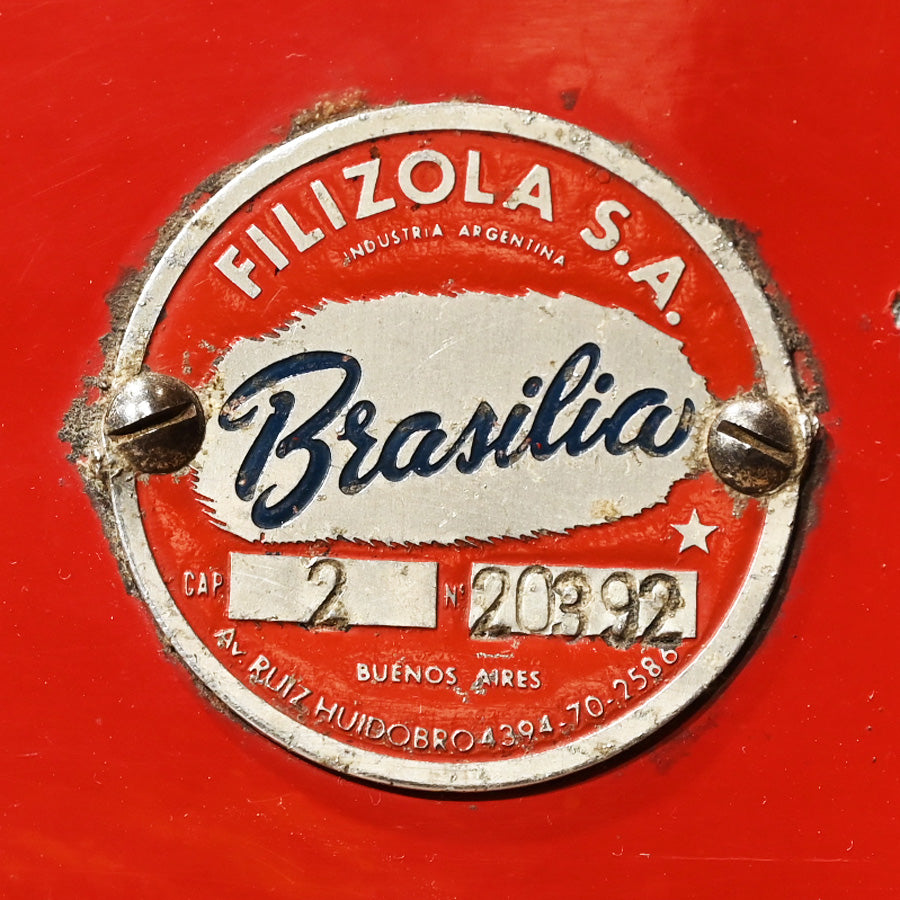 FILIZOLA S.A.
INDUSTRIA ARGENTINA
Brasilia
CAP. 2 Nº 20392
BUENOS AIRES
Av. RUIZ HUIDOBRO 4394-70-2586